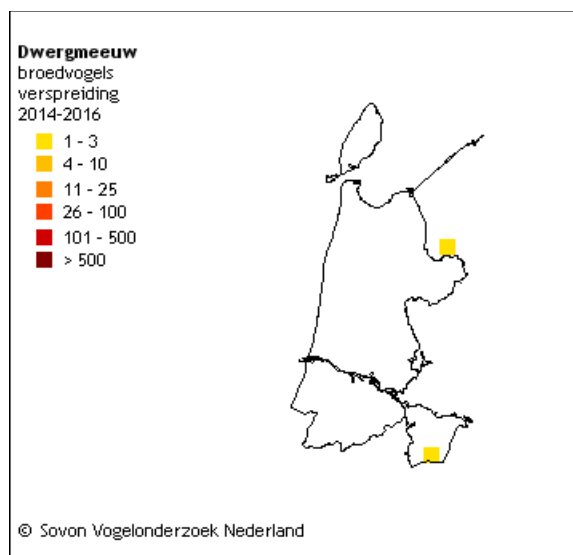 Dwergmeeuw
broedvogels
verspreiding
2014-2016
1 - 3
4 - 10
11 - 25
26 - 100
101 - 500
> 500
© Sovon Vogelonderzoek Nederland